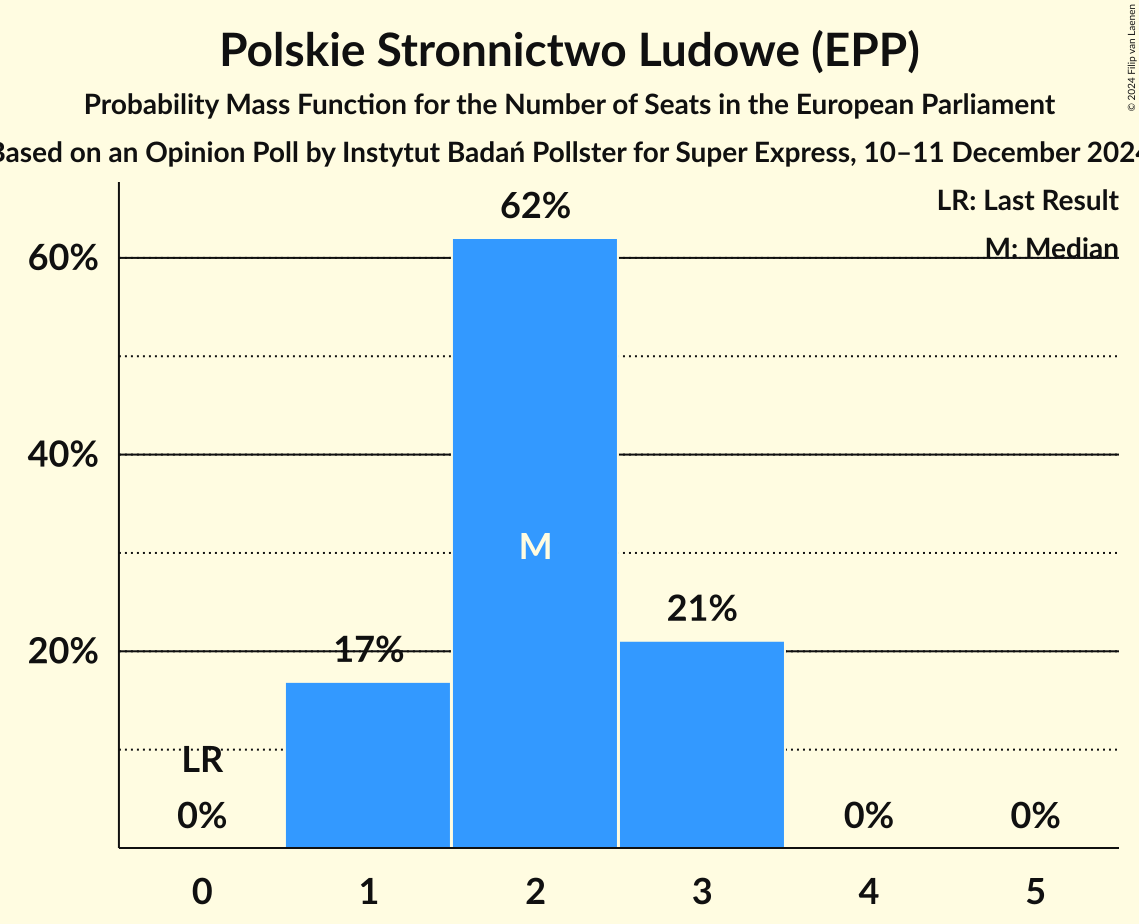 Polskie Stronnictwo Ludowe (EPP)
Probability Mass Function for the Number of Seats in the European Parliament
Based on an Opinion Poll by Instytut Badań Pollster for Super Express, 10–11 December 2024
© 2024 Filip van Laenen
LR: Last Result
M: Median
62%
60%
40%
M
21%
20%
17%
LR
0%
0%
0%
0 1 2 3 4 5